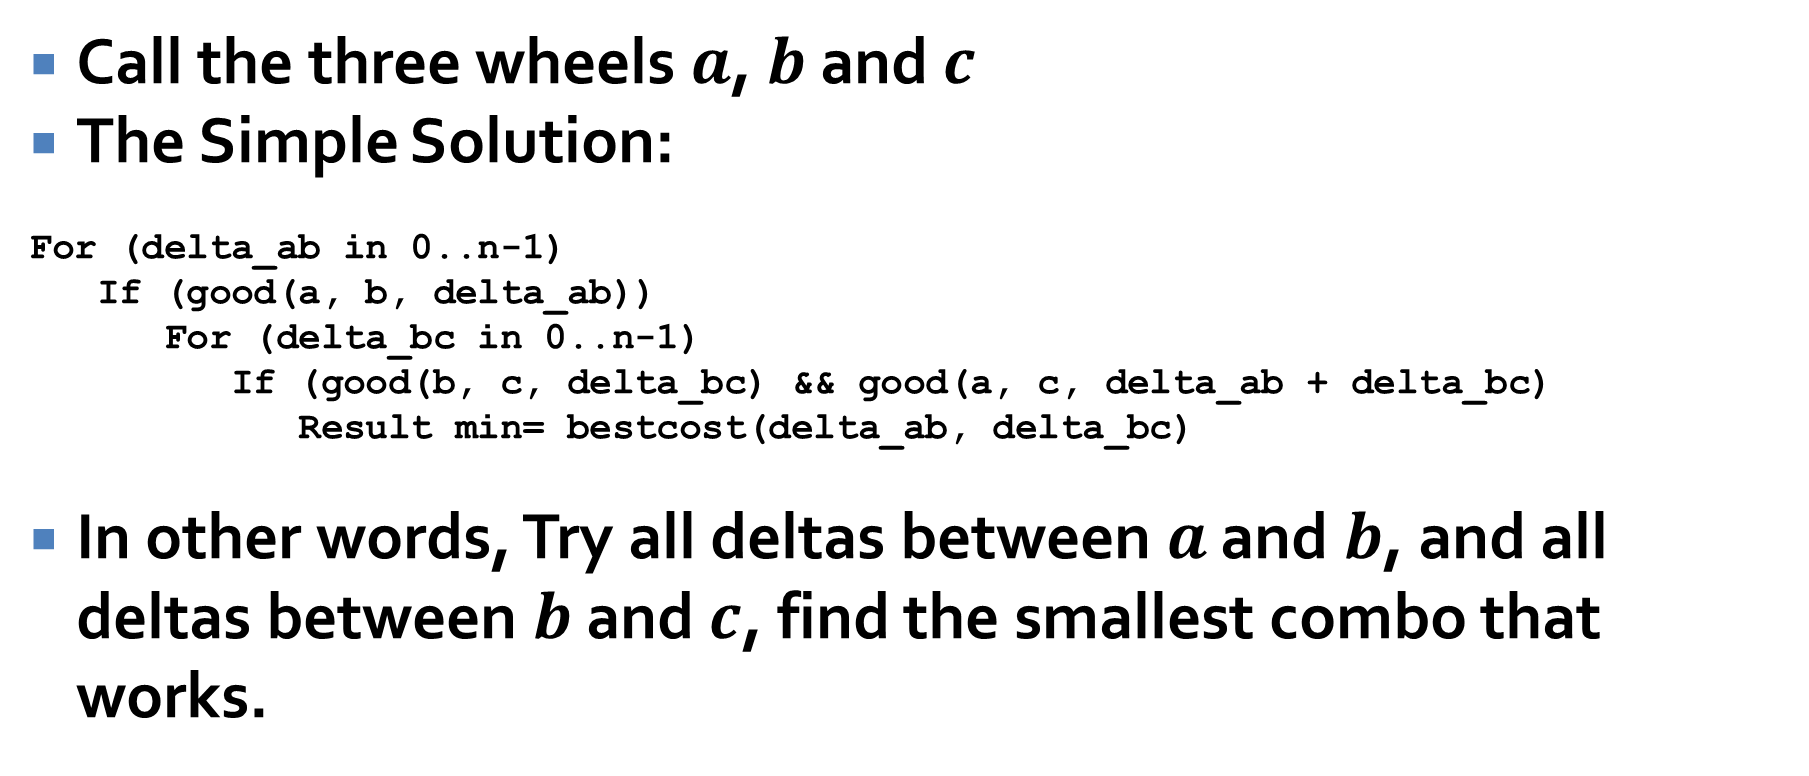 Call the three wheels a, b and c
The Simple Solution:
For (delta_ab in 0..n-1)
If (good(a, b, delta_ab))
For (delta_bc in 0..n-1)
If (good(b, c, delta_bc) && good(a, c, delta_ab + delta_bc)
Result min= bestcost(delta_ab, delta_bc)
In other words, Try all deltas between a and b, and all
deltas between b and c, find the smallest combo that
works.